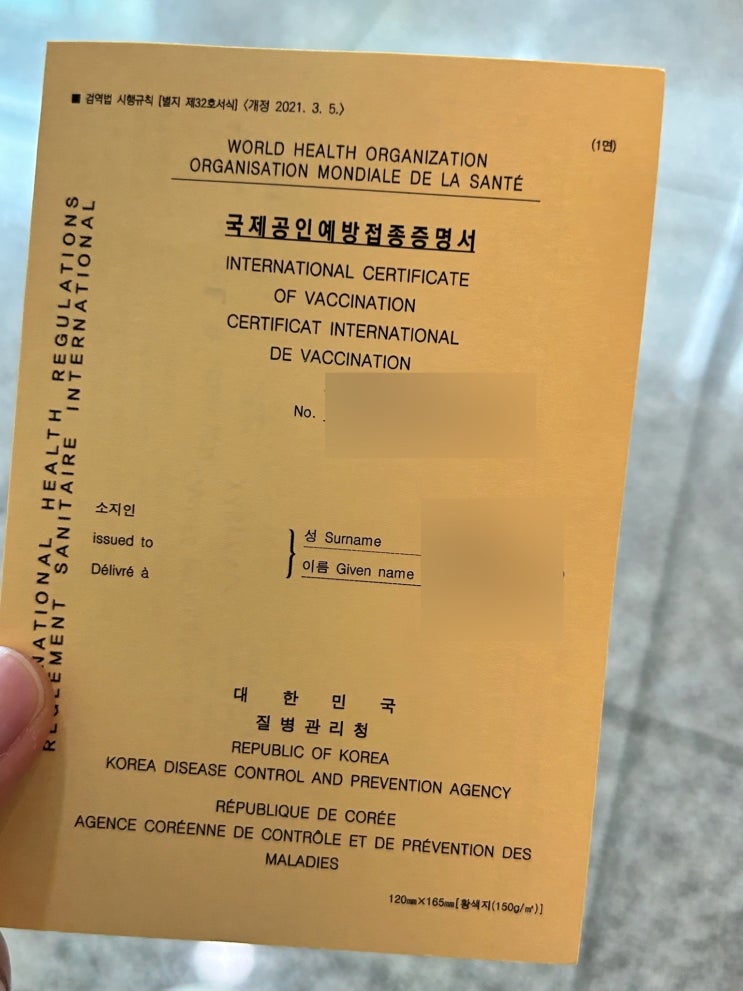 ■ 검역법 시행규칙 [별지 제32호서식] 〈개정 2021. 3. 5.〉
(1면)
WORLD HEALTH ORGANIZATION
ORGANISATION MONDIALE DE LA SANTÉ
국제공인예방접종증명서
INTERNATIONAL CERTIFICATE
OF VACCINATION
CERTIFICAT INTERNATIONAL
DE VACCINATION
No.
소지인
issued to
Délivré à
성 Surname
이름 Given name
대 한 민 국
질병관리청
REPUBLIC OF KOREA
KOREA DISEASE CONTROL AND PREVENTION AGENCY
RÉPUBLIQUE DE CORÉE
AGENCE CORÉENNE DE CONTRÔLE ET DE PRÉVENTION DES
MALADIES
120㎜×165㎜[황색지(150g/㎡)]
HEALTH REGULATIONS
SANITAIRE INTERNATIONAL